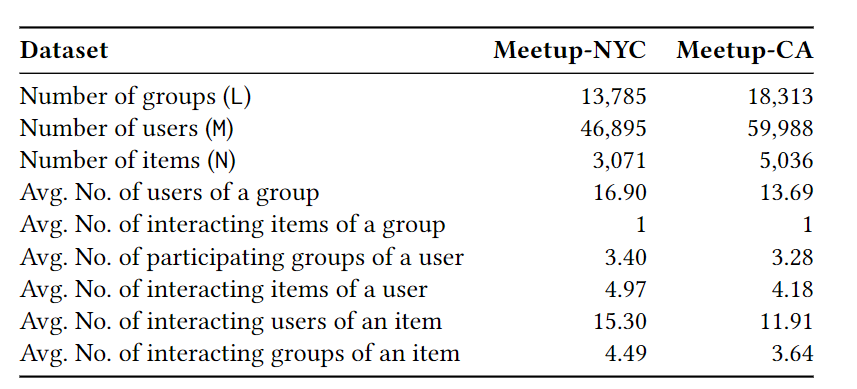 Dataset Meetup-NYC Meetup-CA
Number of groups (L) 13,785 18,313
Number of users (M) 46,895 59,988
Number of items (N) 3,071 5,036
Avg. No. of users of a group 16.90 13.69
Avg. No. of interacting items of a group 1 1
Avg. No. of participating groups of a user 3.40 3.28
Avg. No. of interacting items of a user 4.97 4.18
Avg. No. of interacting users of an item 15.30 11.91
Avg. No. of interacting groups of an item 4.49 3.64